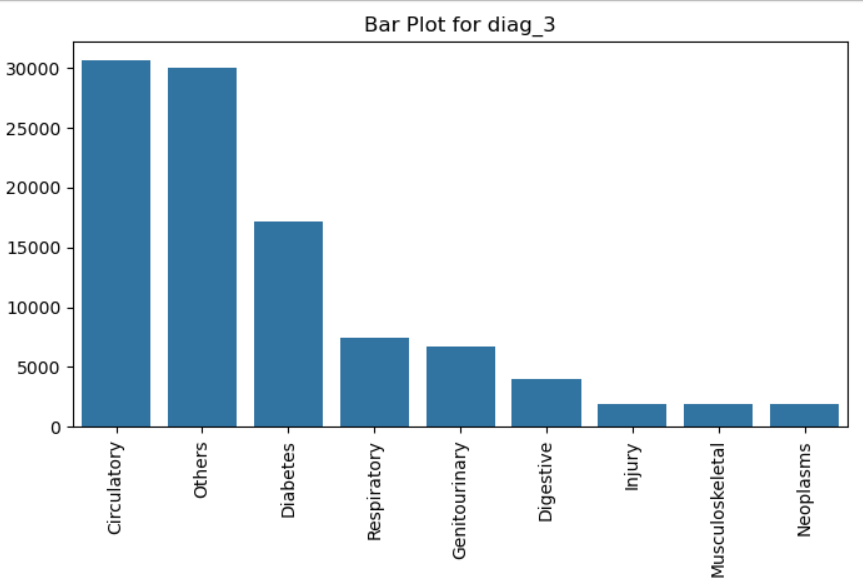 Bar Plot for diag_3
30000
25000
20000
15000
10000
5000
0
Circulatory
Others
Diabetes
Respiratory
Genitourinary
Digestive
Injury
Musculoskeletal
Neoplasms